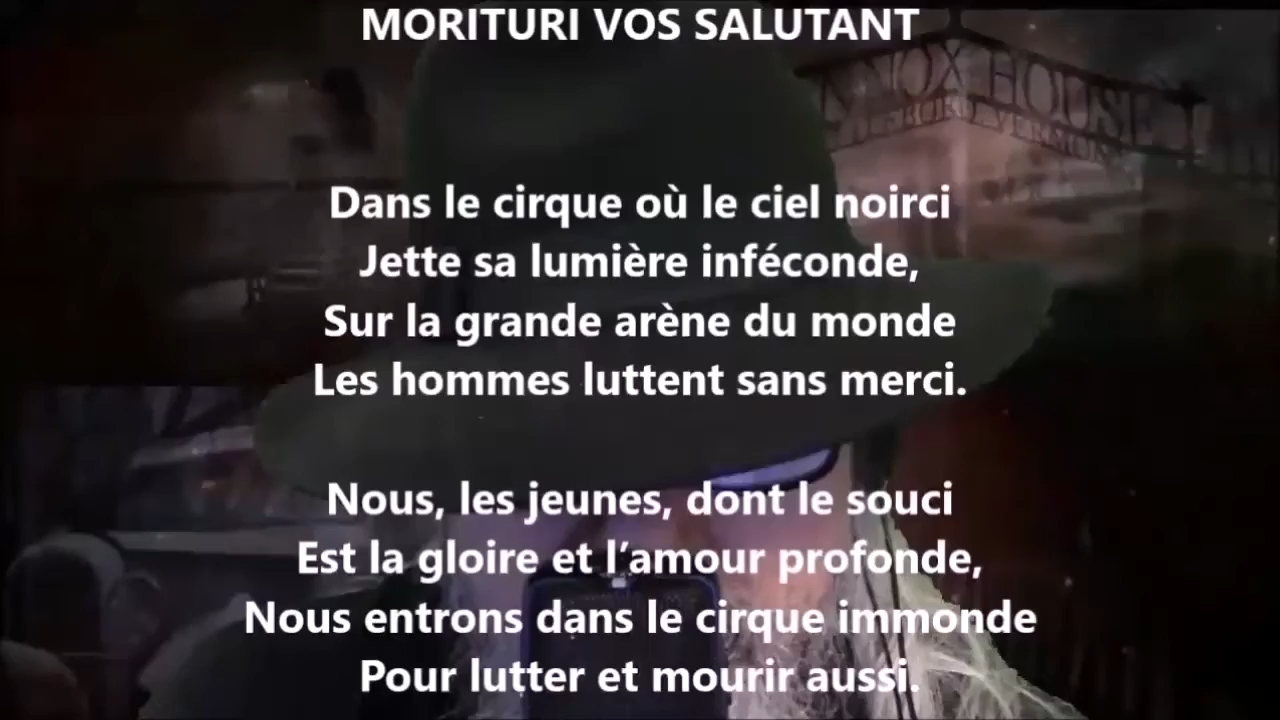 MORITURI VOS SALUTANT
KNOX HOUSE
Dans le cirque où le ciel noirci
Jette sa lumière inféconde,
Sur la grande arène du monde
Les hommes luttent sans merci.
Nous, les jeunes, dont le souci
Est la gloire et l’amour profonde,
Nous entrons dans le cirque immonde
Pour lutter et mourir aussi.